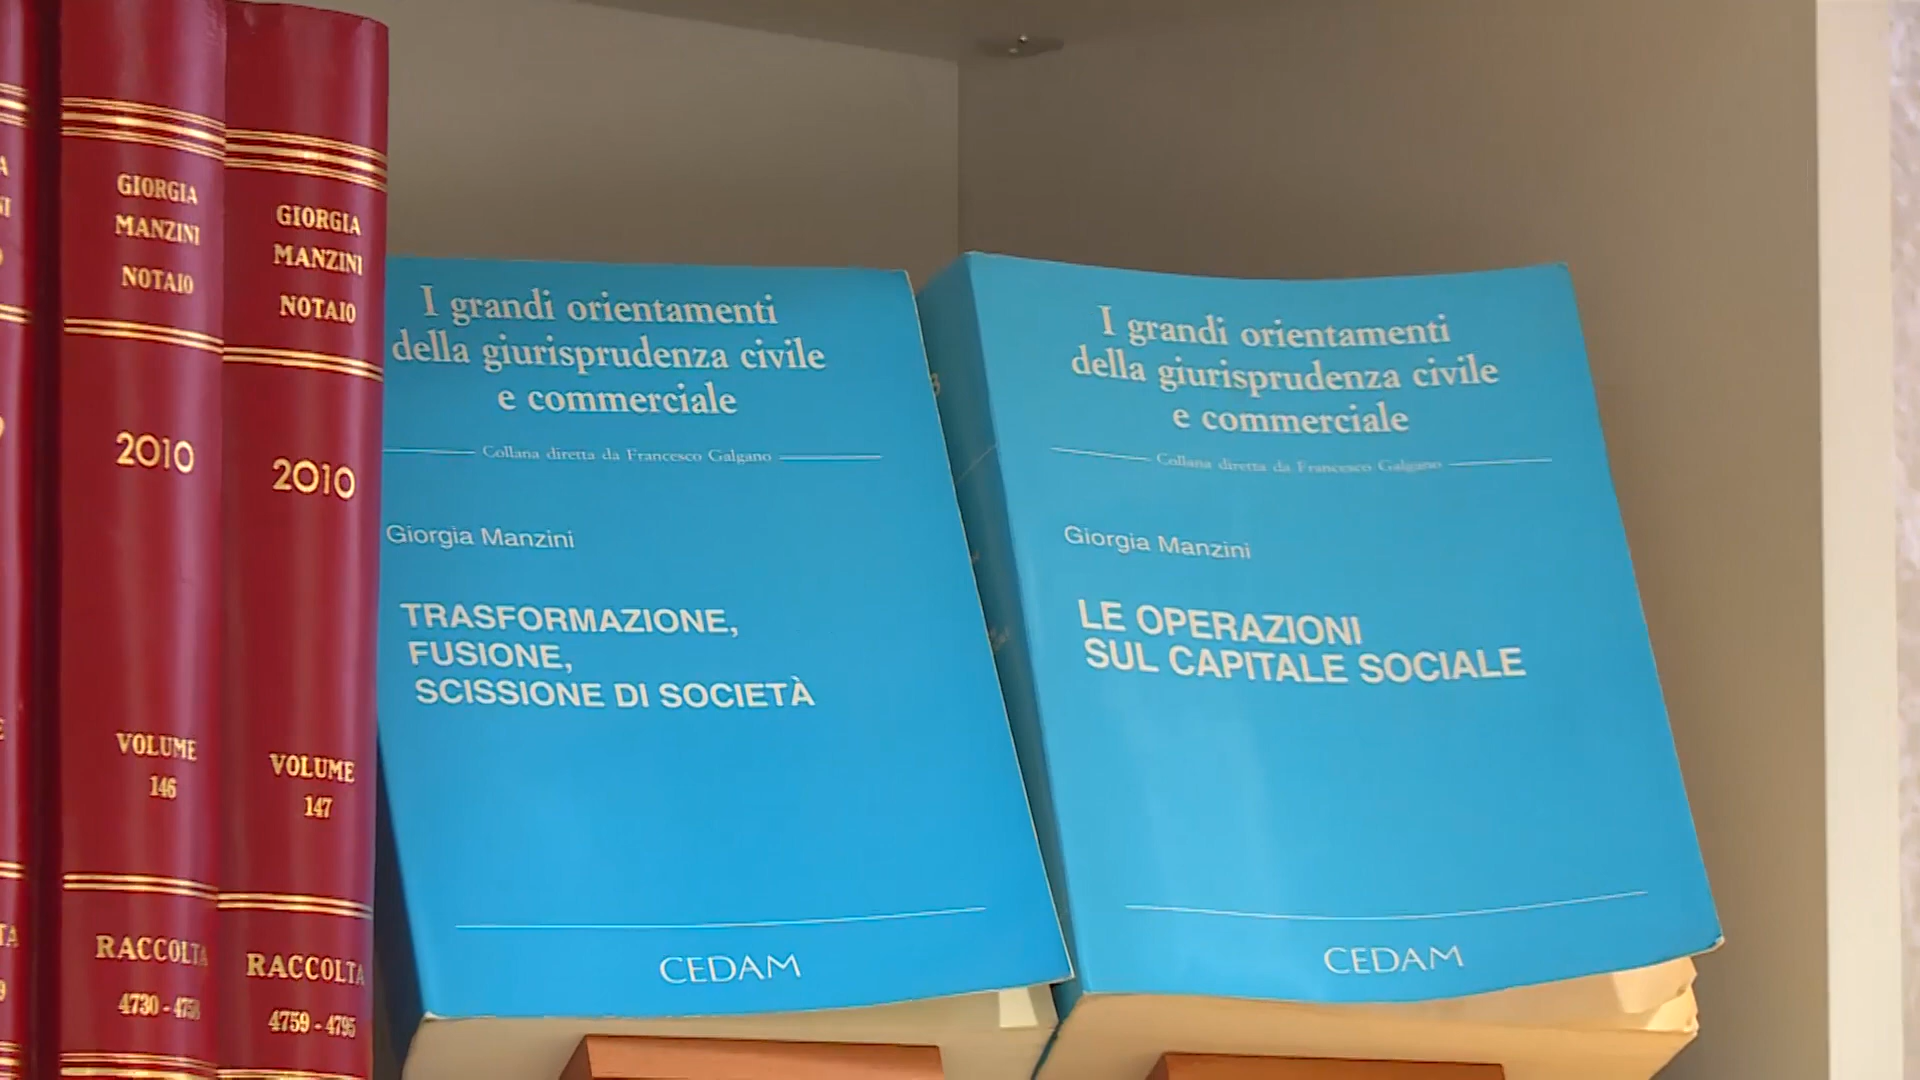 GIORGIA
MANZINI
NOTAIO
2010
VOLUME
146
RACCOLTA
GIORGIA
MANZINI
NOTAIO
2010
VOLUME
147
RACCOLTA
4759 - 4795
I grandi orientamenti
della giurisprudenza civile
e commerciale
Collana diretta da Francesco Galgano
Giorgia Manzini
TRASFORMAZIONE,
FUSIONE,
SCISSIONE DI SOCIETÀ
CEDAM
I grandi orientamenti
della giurisprudenza civile
e commerciale
Collana diretta da Francesco Galgano
Giorgia Manzini
LE OPERAZIONI
SUL CAPITALE SOCIALE
CEDAM